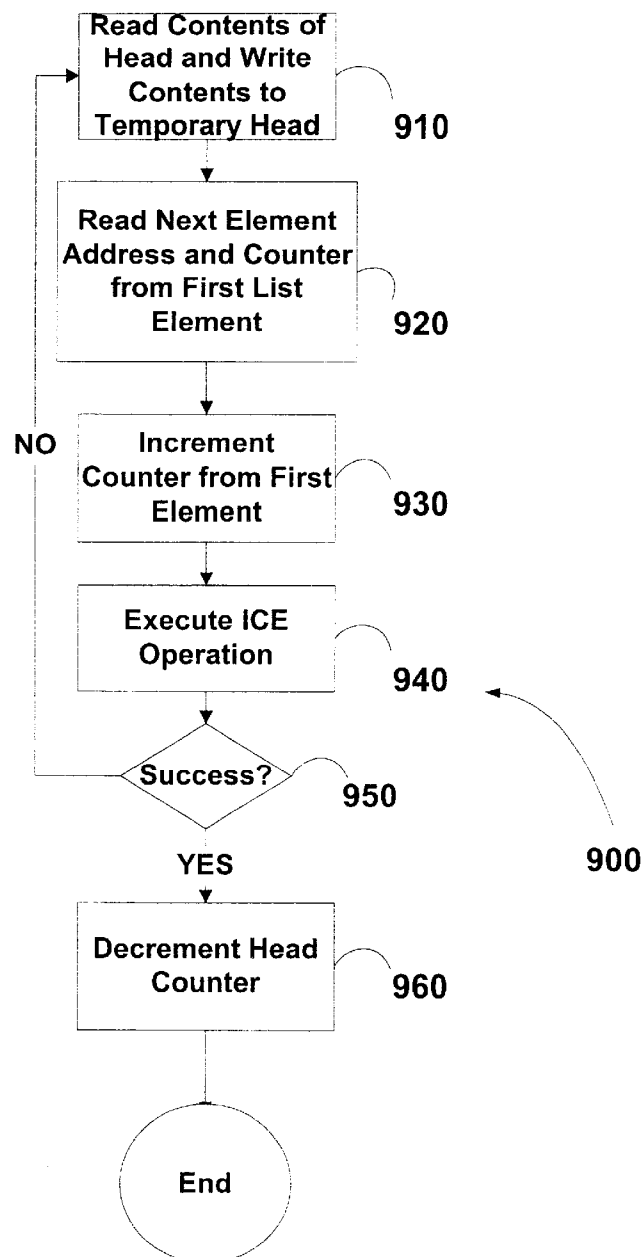 Read Contents of
Head and Write
Contents to
Temporary Head
910
Read Next Element
Address and Counter
from First List
Element
920
NO
Increment
Counter from First
Element
930
Execute ICE
Operation
940
Success?
950
900
YES
Decrement Head
Counter
960
End